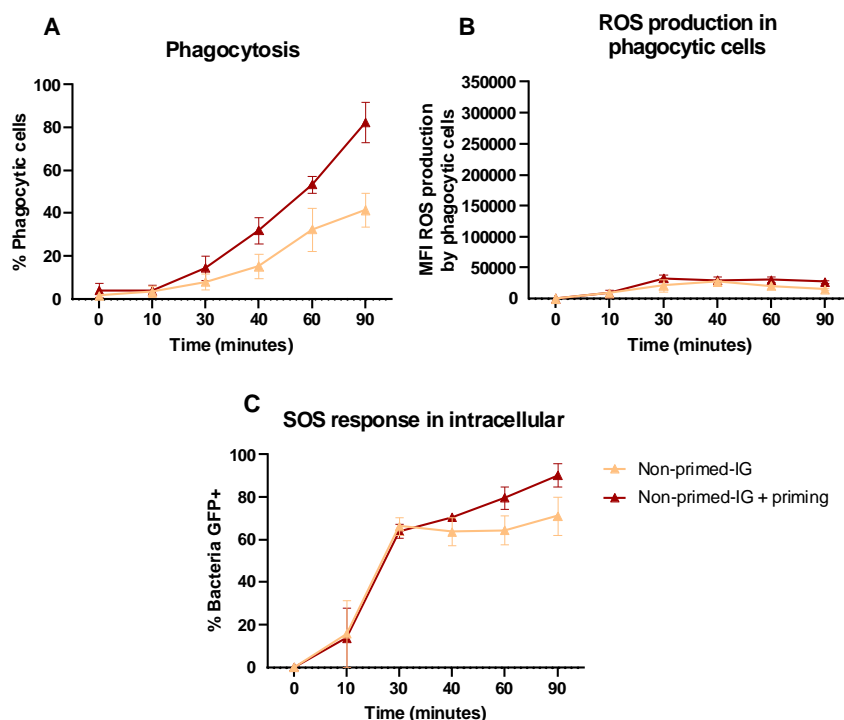 A
Phagocytosis
% Phagocytic cells
100
80
60
40
20
0
0 10 30 40 60 90
Time (minutes)
B
ROS production in
phagocytic cells
MFI ROS production
by phagocytic cells
350000
300000
250000
200000
150000
100000
50000
0
0 10 30 40 60 90
Time (minutes)
C
SOS response in intracellular
% Bacteria GFP+
100
80
60
40
20
0
0 10 30 40 60 90
Time (minutes)
Non-primed-IG
Non-primed-IG + priming